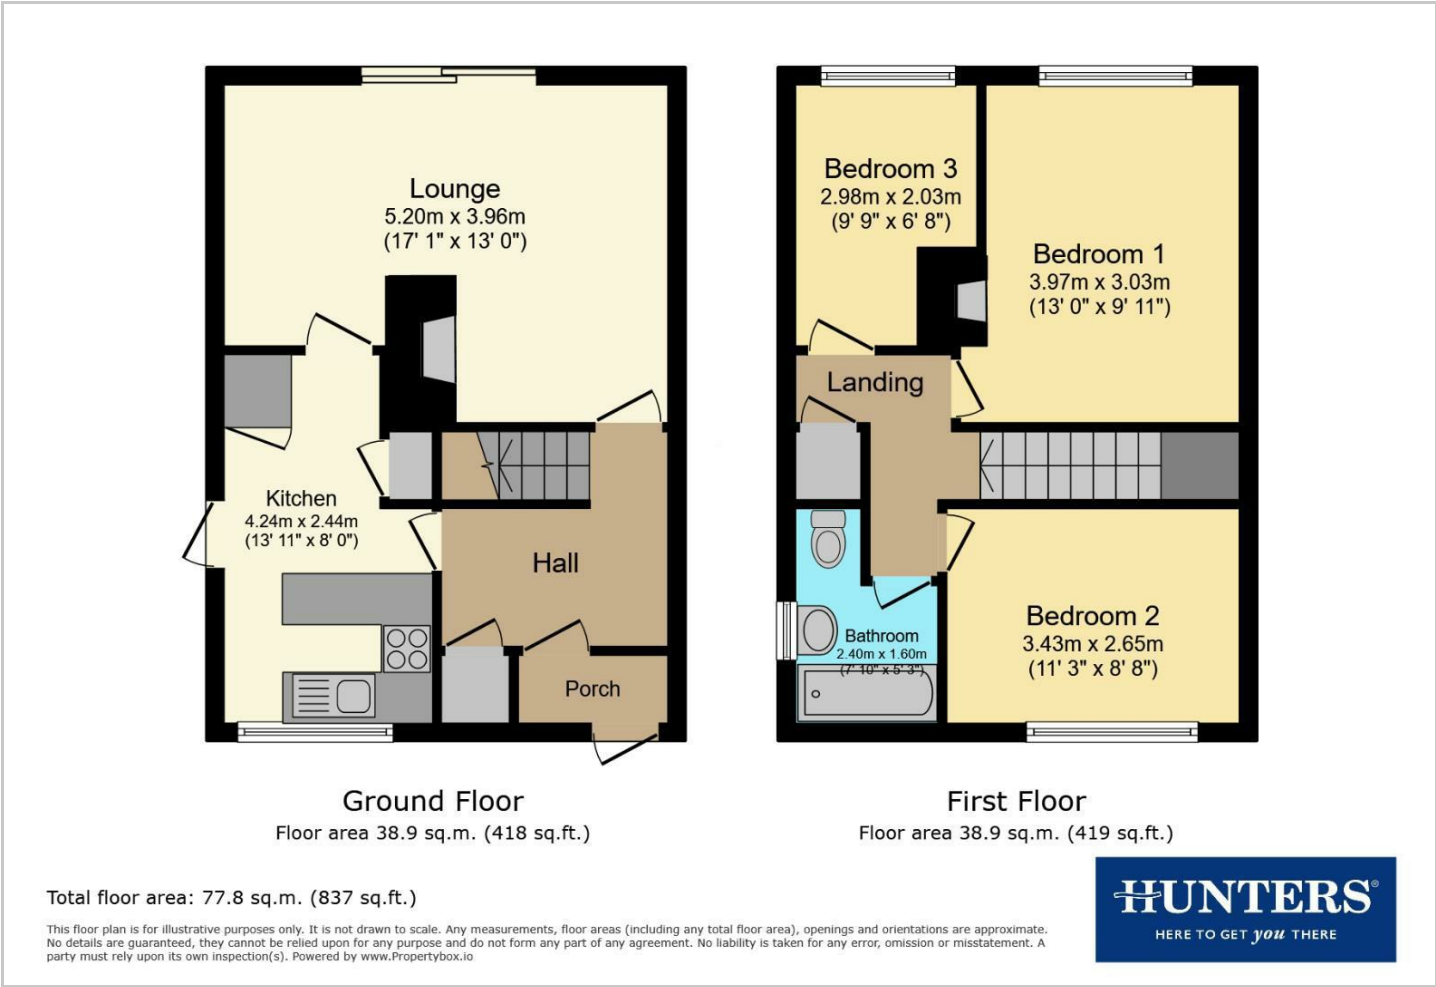 Lounge
5.20m x 3.96m
(17' 1" x 13' 0")
Kitchen
4.24m x 2.44m
(13' 11" x 8' 0")
Hall
Porch
Bedroom 3
2.98m x 2.03m
(9' 9" x 6' 8")
Bedroom 1
3.97m x 3.03m
(13' 0" x 9' 11")
Landing
Bathroom
2.40m x 1.60m
(7' 10" x 5' 3")
Bedroom 2
3.43m x 2.65m
(11' 3" x 8' 8")
Ground Floor
Floor area 38.9 sq.m. (418 sq.ft.)
First Floor
Floor area 38.9 sq.m. (419 sq.ft.)
Total floor area: 77.8 sq.m. (837 sq.ft.)
This floor plan is for illustrative purposes only. It is not drawn to scale. Any measurements, floor areas (including any total floor area), openings and orientations are approximate.
No details are guaranteed, they cannot be relied upon for any purpose and do not form any part of any agreement. No liability is taken for any error, omission or misstatement. A
party must rely upon its own inspection(s). Powered by www.Propertybox.io
HUNTERS®
HERE TO GET you THERE